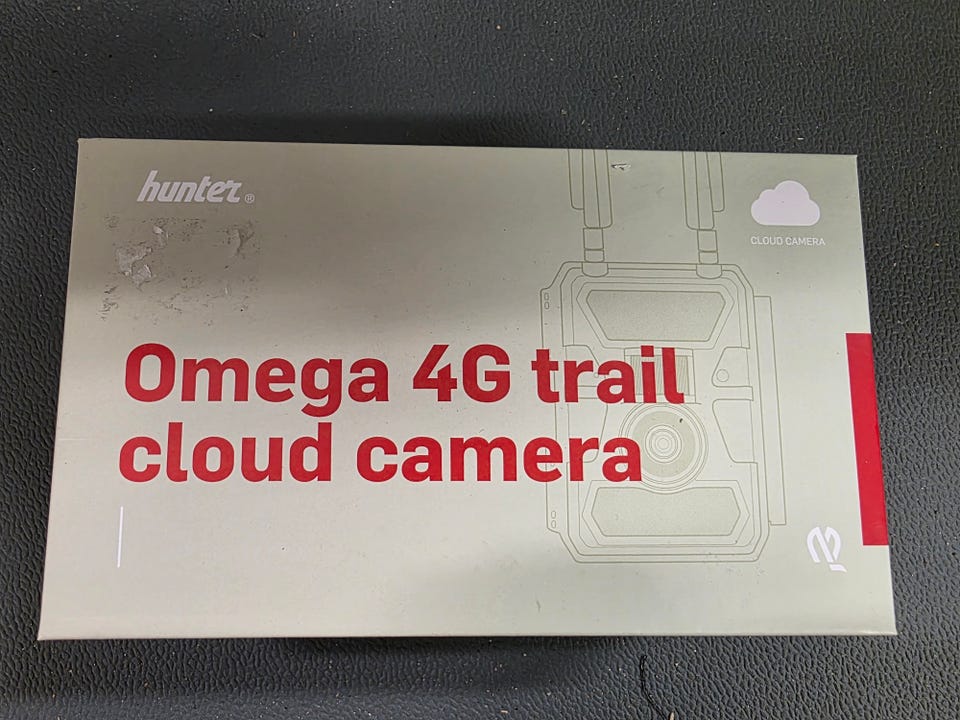 hunter®
CLOUD CAMERA
Omega 4G trail
cloud camera